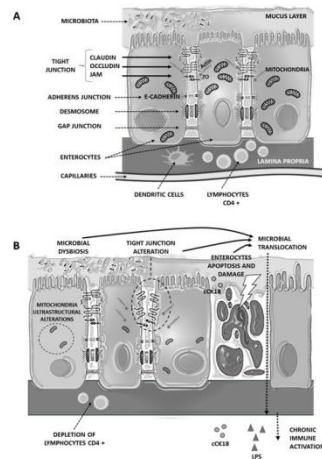 A
MICROBIOTA
MUCUS LAYER
TIGHT
JUNCTION
CLAUDIN
OCCLUDIN
JAM
Actin
ZO
MITOCHONDRIA
ADHERENS JUNCTION
E-CADHERIN
DESMOSOME
GAP JUNCTION
ENTEROCYTES
LAMINA PROPRIA
CAPILLARIES
DENDRITIC CELLS
LYMPHOCYTES
CD4 +
B
MICROBIAL
DYSBIOSIS
TIGHT JUNCTION
ALTERATION
MICROBIAL
TRANSLOCATION
ENTEROCYTES
APOPTOSIS AND
DAMAGE
cCK18
MITOCHONDRIA
ULTRASTRUCTURAL
ALTERATIONS
DEPLETION OF
LYMPHOCYTES CD4 +
cCK18
LPS
CHRONIC
IMMUNE
ACTIVATION